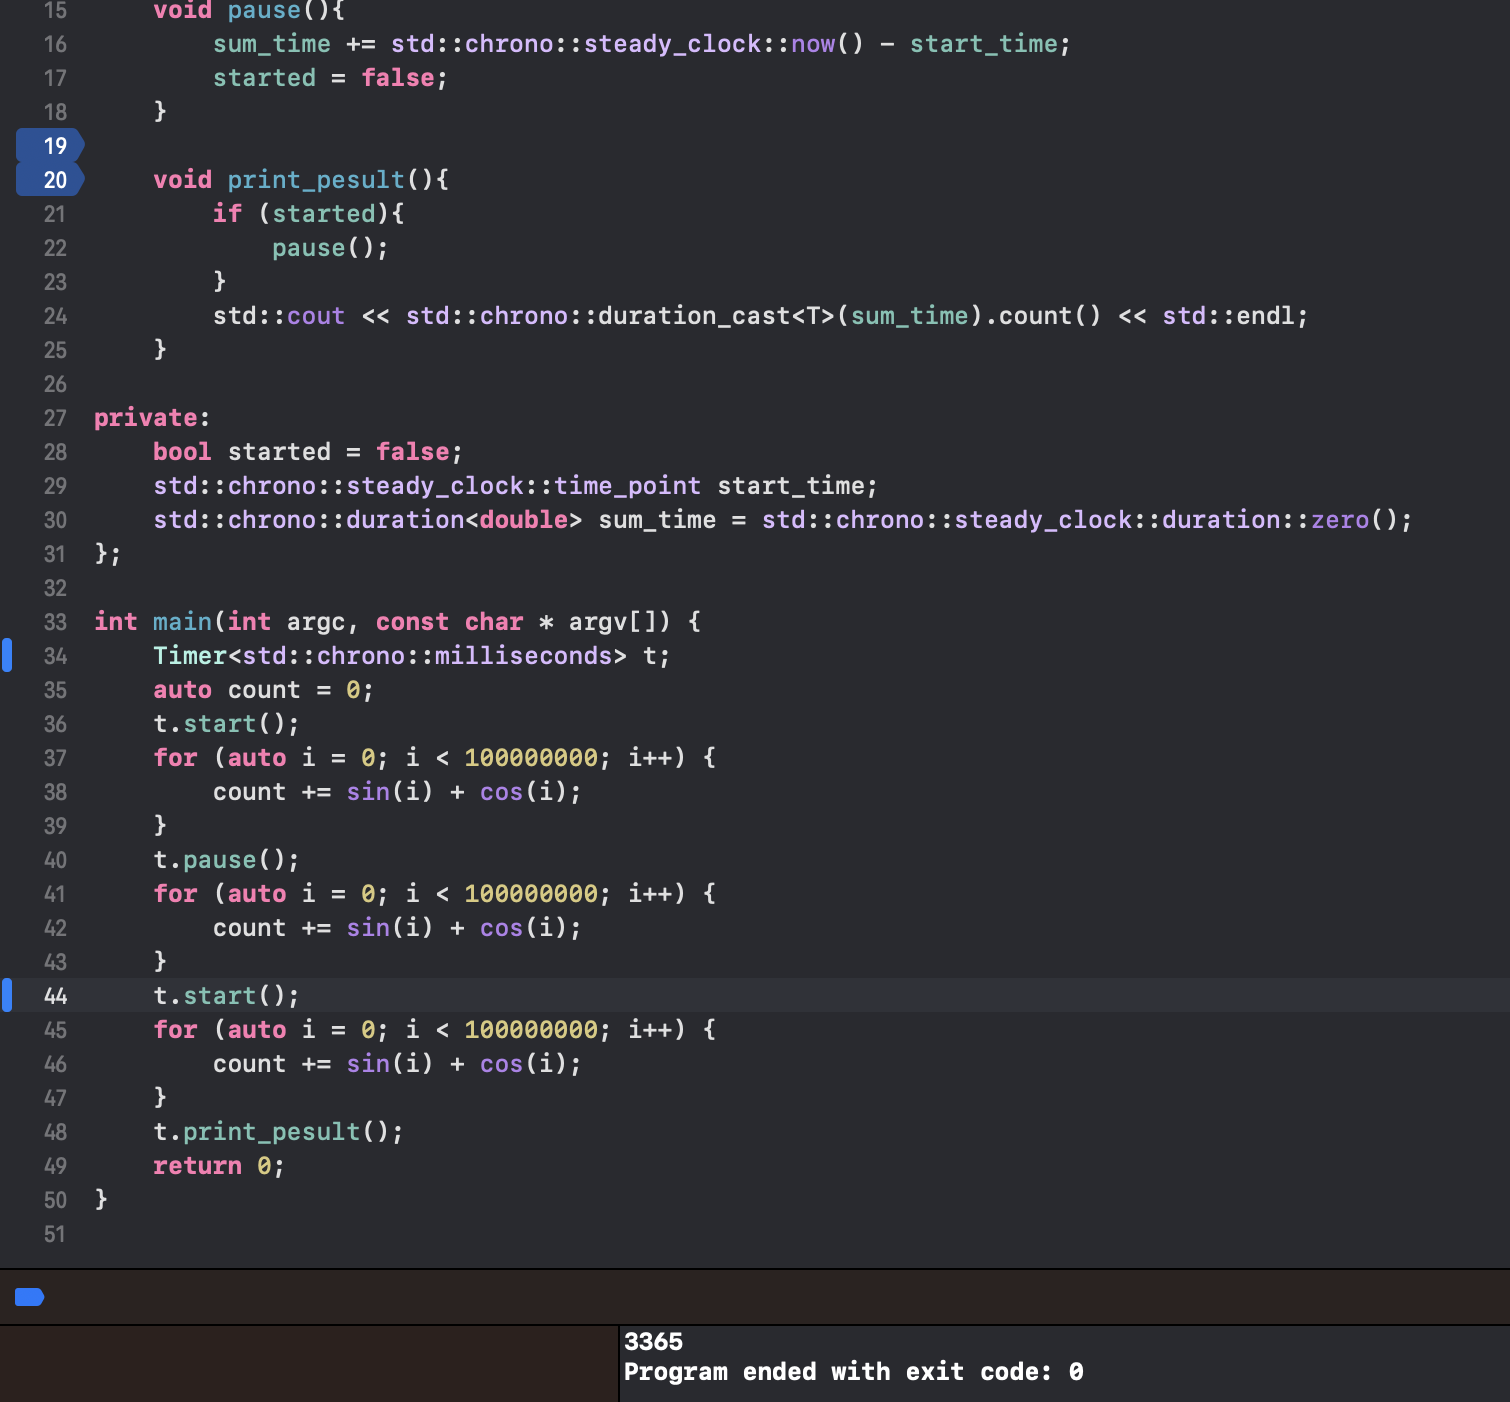 15 void pause(){
16 sum_time += std::chrono::steady_clock::now() - start_time;
17 started = false;
18 }
19
20 void print_pesult(){
21 if (started){
22 pause();
23 }
24 std::cout << std::chrono::duration_cast<T>(sum_time).count() << std::endl;
25 }
26
27 private:
28 bool started = false;
29 std::chrono::steady_clock::time_point start_time;
30 std::chrono::duration<double> sum_time = std::chrono::steady_clock::duration::zero();
31 };
32
33 int main(int argc, const char * argv[]) {
34 Timer<std::chrono::milliseconds> t;
35 auto count = 0;
36 t.start();
37 for (auto i = 0; i < 100000000; i++) {
38 count += sin(i) + cos(i);
39 }
40 t.pause();
41 for (auto i = 0; i < 100000000; i++) {
42 count += sin(i) + cos(i);
43 }
44 t.start();
45 for (auto i = 0; i < 100000000; i++) {
46 count += sin(i) + cos(i);
47 }
48 t.print_pesult();
49 return 0;
50 }
51
3365
Program ended with exit code: 0